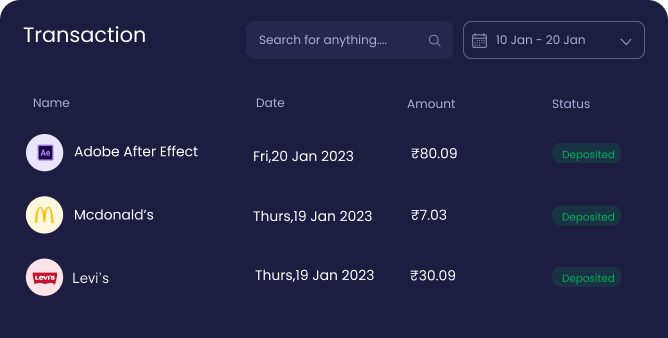 Transaction
Search for anything....
10 Jan - 20 Jan
Name Date Amount Status
Ae Adobe After Effect Fri,20 Jan 2023 ₹80.09 Deposited
Mcdonald’s Thurs,19 Jan 2023 ₹7.03 Deposited
Levi's Levi’s Thurs,19 Jan 2023 ₹30.09 Deposited